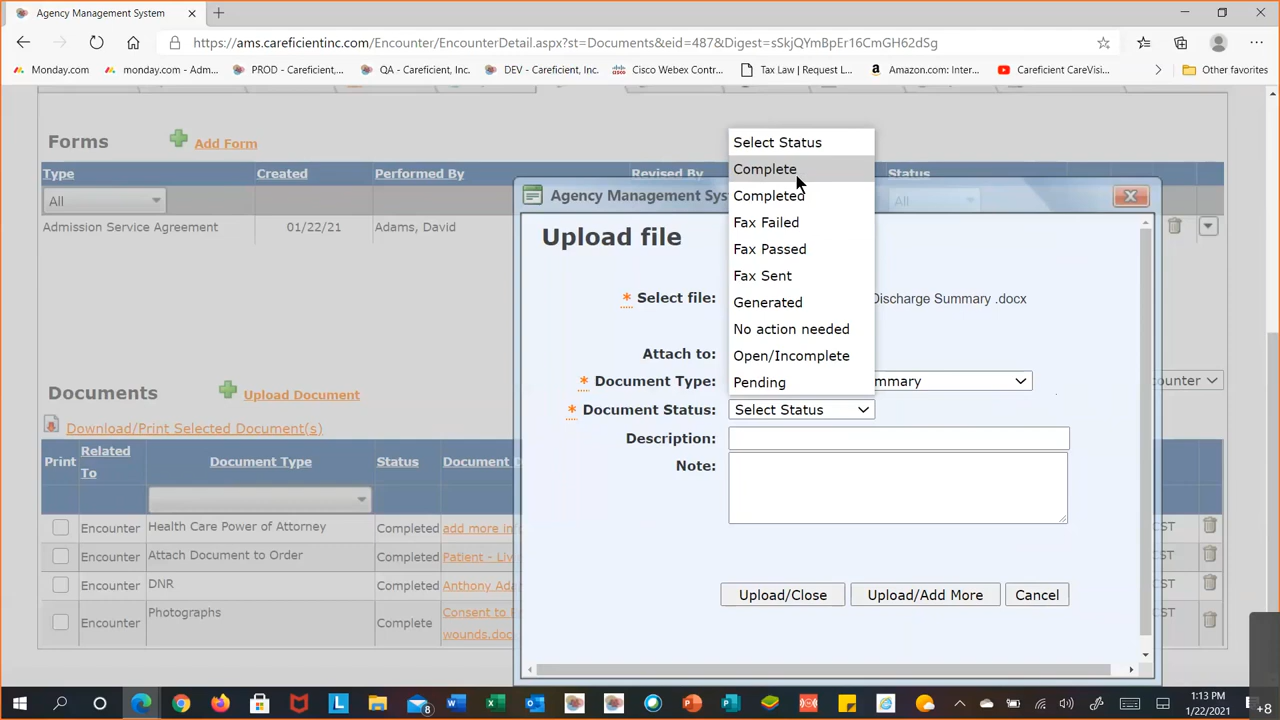 Agency Management System
https://ams.careficientinc.com/Encounter/EncounterDetail.aspx?st=Documents&eid=487&Digest=sSkjQYmBpEr16CmGH62dSg
Monday.com monday.com - Adm... PROD - Careficient,... QA - Careficient, Inc. DEV - Careficient, Inc. Cisco Webex Contr... Tax Law | Request L... Amazon.com: Inter... Careficient CareVisi... Other favorites
Forms Add Form
Type Created Performed By Revised By Status
All All
Admission Service Agreement 01/22/21 Adams, David
Agency Management Sys
Upload file
Select Status
Complete
Completed
Fax Failed
Fax Passed
Fax Sent
Generated
No action needed
Open/Incomplete
Pending
* Select file: Discharge Summary .docx
Attach to:
* Document Type: mmary
* Document Status: Select Status
Description:
Note:
Upload/Close Upload/Add More Cancel
Documents Upload Document
ounter
Download/Print Selected Document(s)
Print Related To Document Type Status Document D
Encounter Health Care Power of Attorney Completed add more in CST
Encounter Attach Document to Order Completed Patient - Liv
Encounter DNR Completed Anthony Ada CST
Encounter Photographs Complete Consent to P CST
wounds.doc
8
1:13 PM
1/22/2021
+8